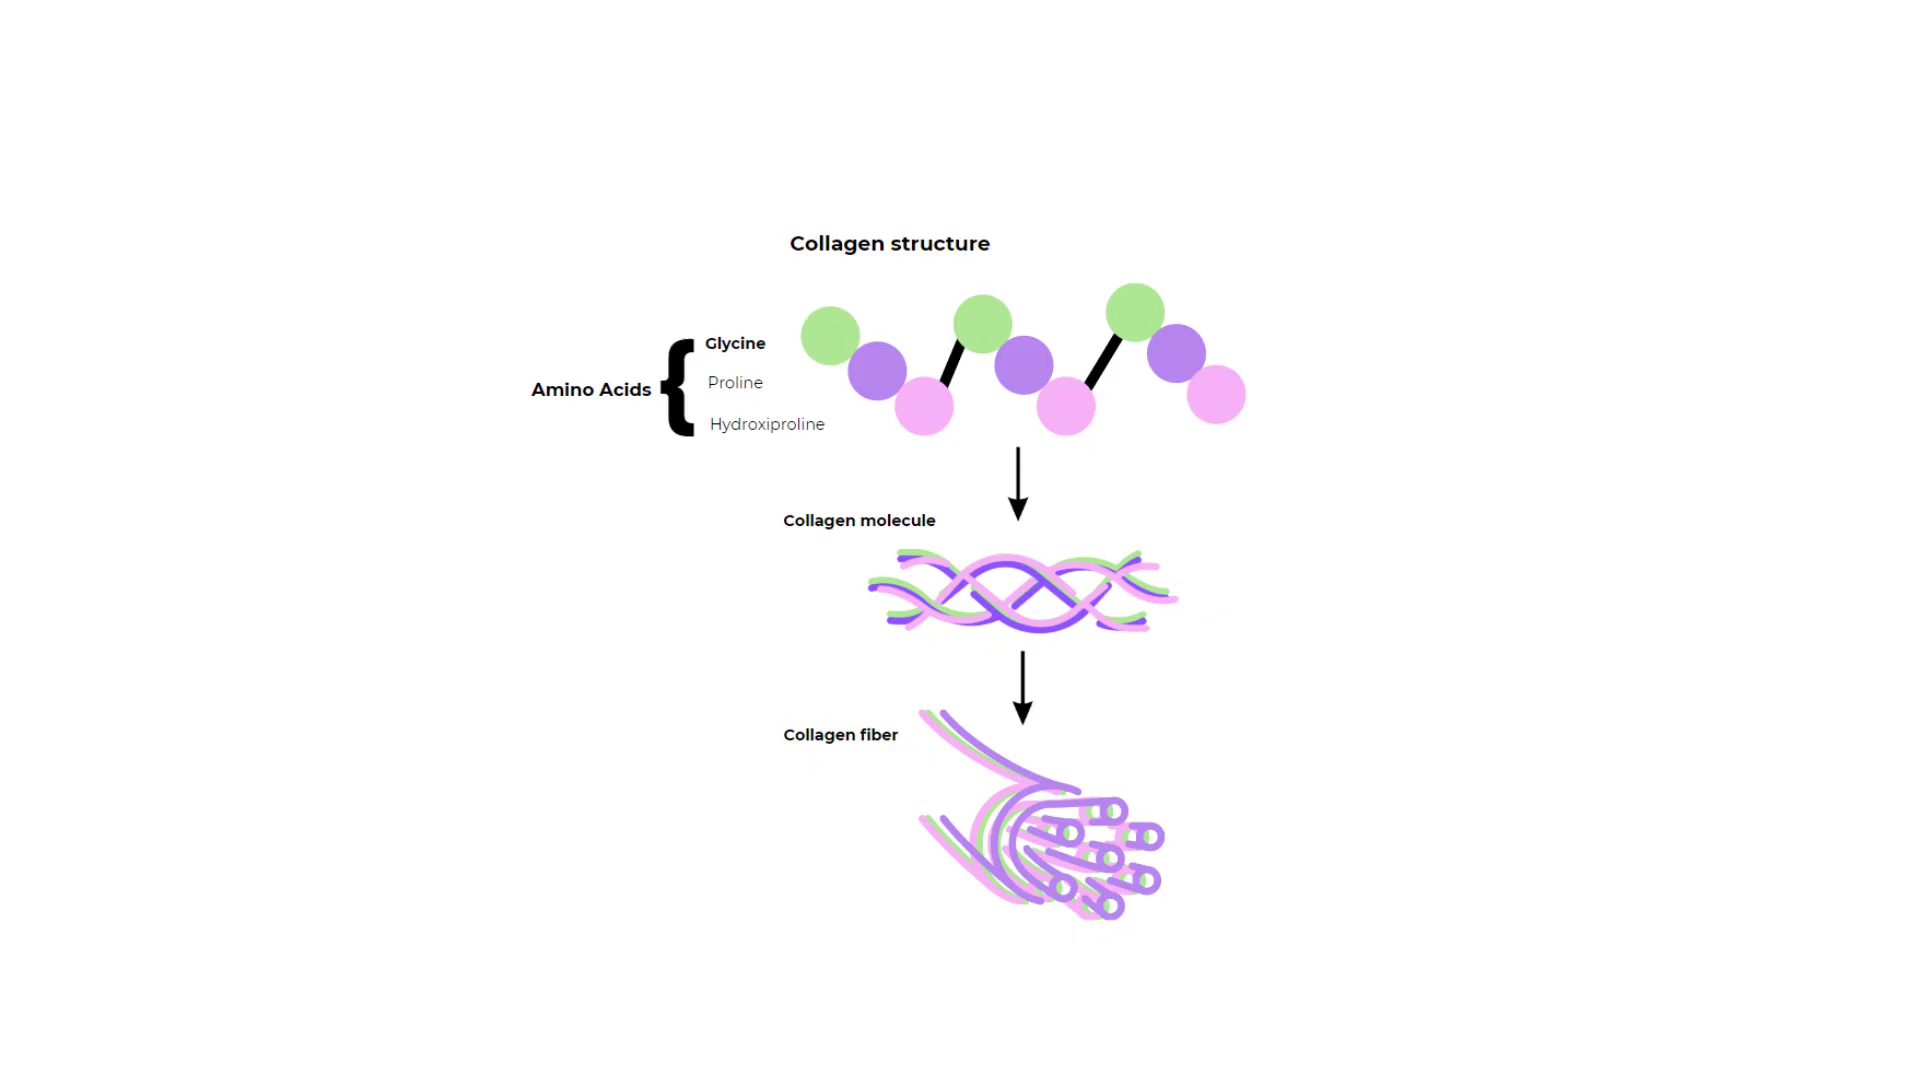 Collagen structure
Glycine
Proline
Amino Acids
Hydroxiproline
Collagen molecule
Collagen fiber